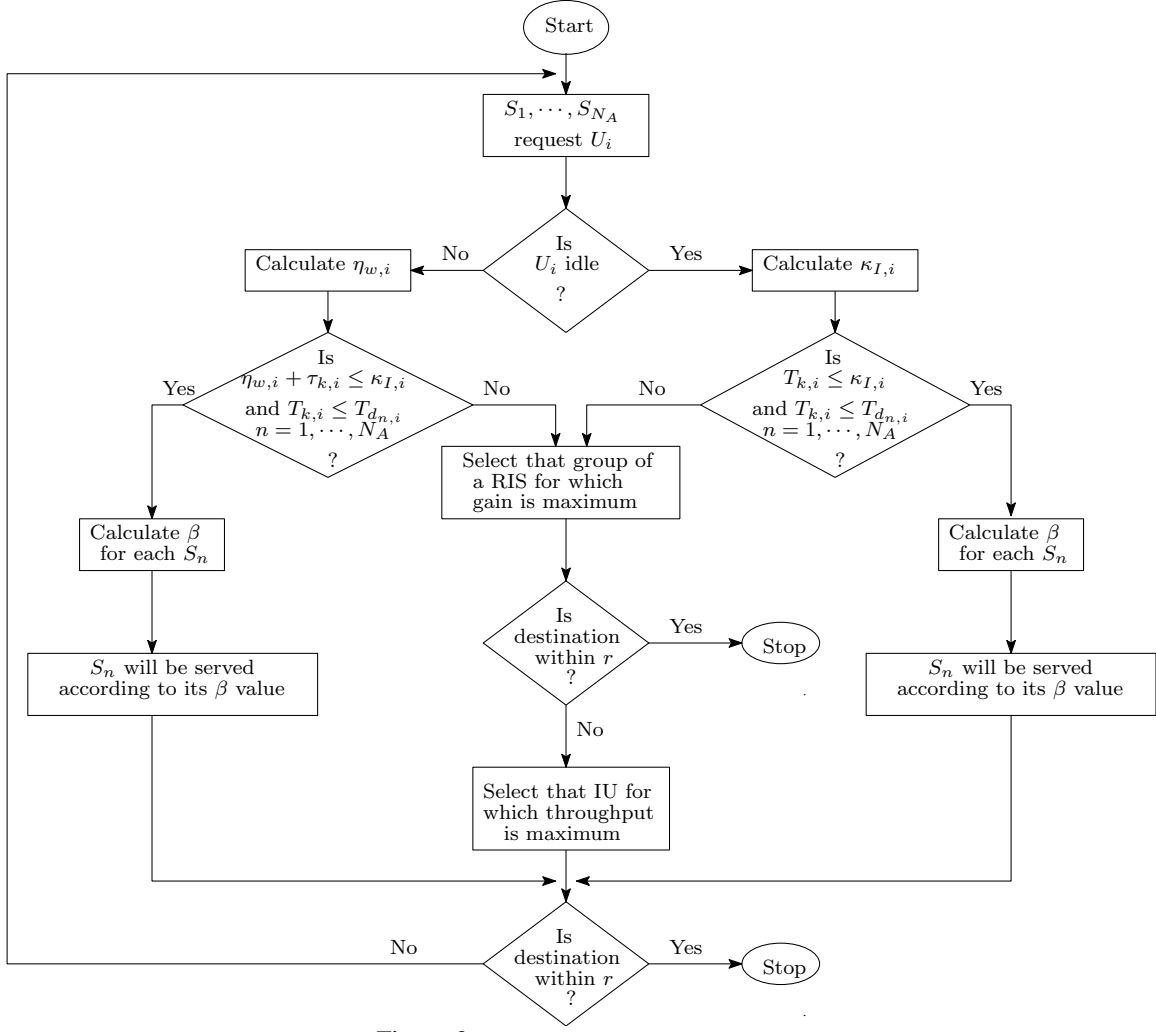 Start
S_1, ⋯, S_{N_A}
request U_i
Is
U_i idle
?
No
Yes
Calculate η_{w,i}
Calculate κ_{I,i}
Is
η_{w,i} + τ_{k,i} ≤ κ_{I,i}
and T_{k,i} ≤ T_{d_{n,i}}
n = 1, ⋯, N_A
?
Yes
No
Is
T_{k,i} ≤ κ_{I,i}
and T_{k,i} ≤ T_{d_{n,i}}
n = 1, ⋯, N_A
?
No
Yes
Select that group of
a RIS for which
gain is maximum
Calculate β
for each S_n
Calculate β
for each S_n
Is
destination
within r
?
Yes
Stop
No
S_n will be served
according to its β value
S_n will be served
according to its β value
Select that IU for
which throughput
is maximum
Is
destination
within r
?
No
Yes
Stop